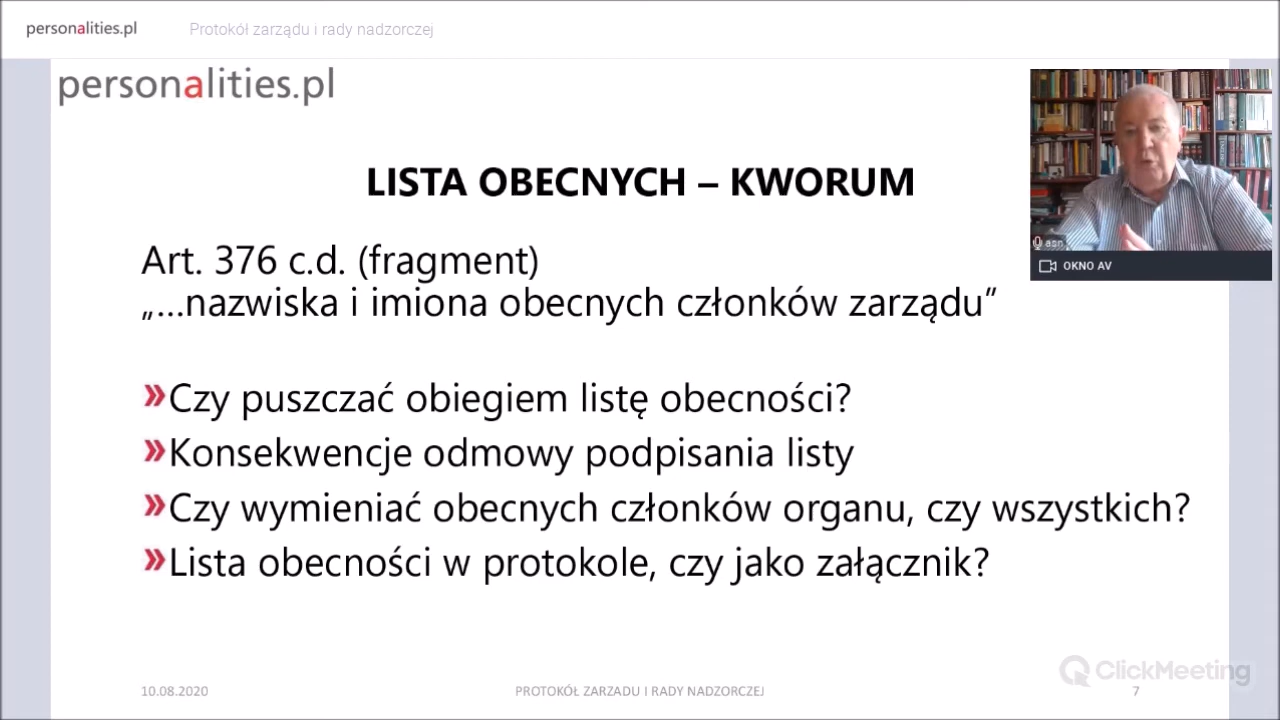 personalities.pl
Protokół zarządu i rady nadzorczej
personalities.pl
LISTA OBECNYCH – KWORUM
Art. 376 c.d. (fragment)
„...nazwiska i imiona obecnych członków zarządu”
»Czy puszczać obiegiem listę obecności?
»Konsekwencje odmowy podpisania listy
»Czy wymieniać obecnych członków organu, czy wszystkich?
»Lista obecności w protokole, czy jako załącznik?
asn
OKNO AV
ClickMeeting
10.08.2020
PROTOKÓŁ ZARZADU I RADY NADZORCZEJ
7